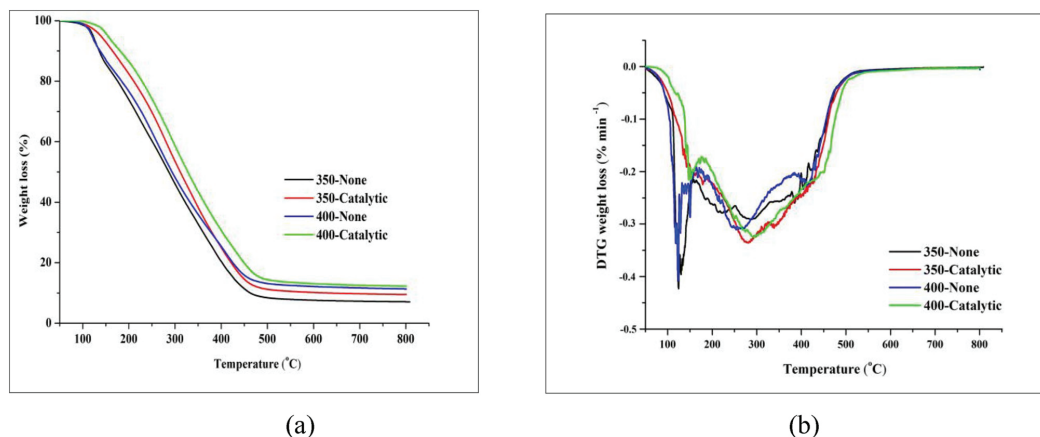 100
80
60
40
20
0
100
200
300
400
500
600
700
800
Weight loss (%)
Temperature (°C)
350-None
350-Catalytic
400-None
400-Catalytic
(a)
0.0
-0.1
-0.2
-0.3
-0.4
-0.5
100
200
300
400
500
600
700
800
DTG weight loss (% min -1)
Temperature (°C)
350-None
350-Catalytic
400-None
400-Catalytic
(b)